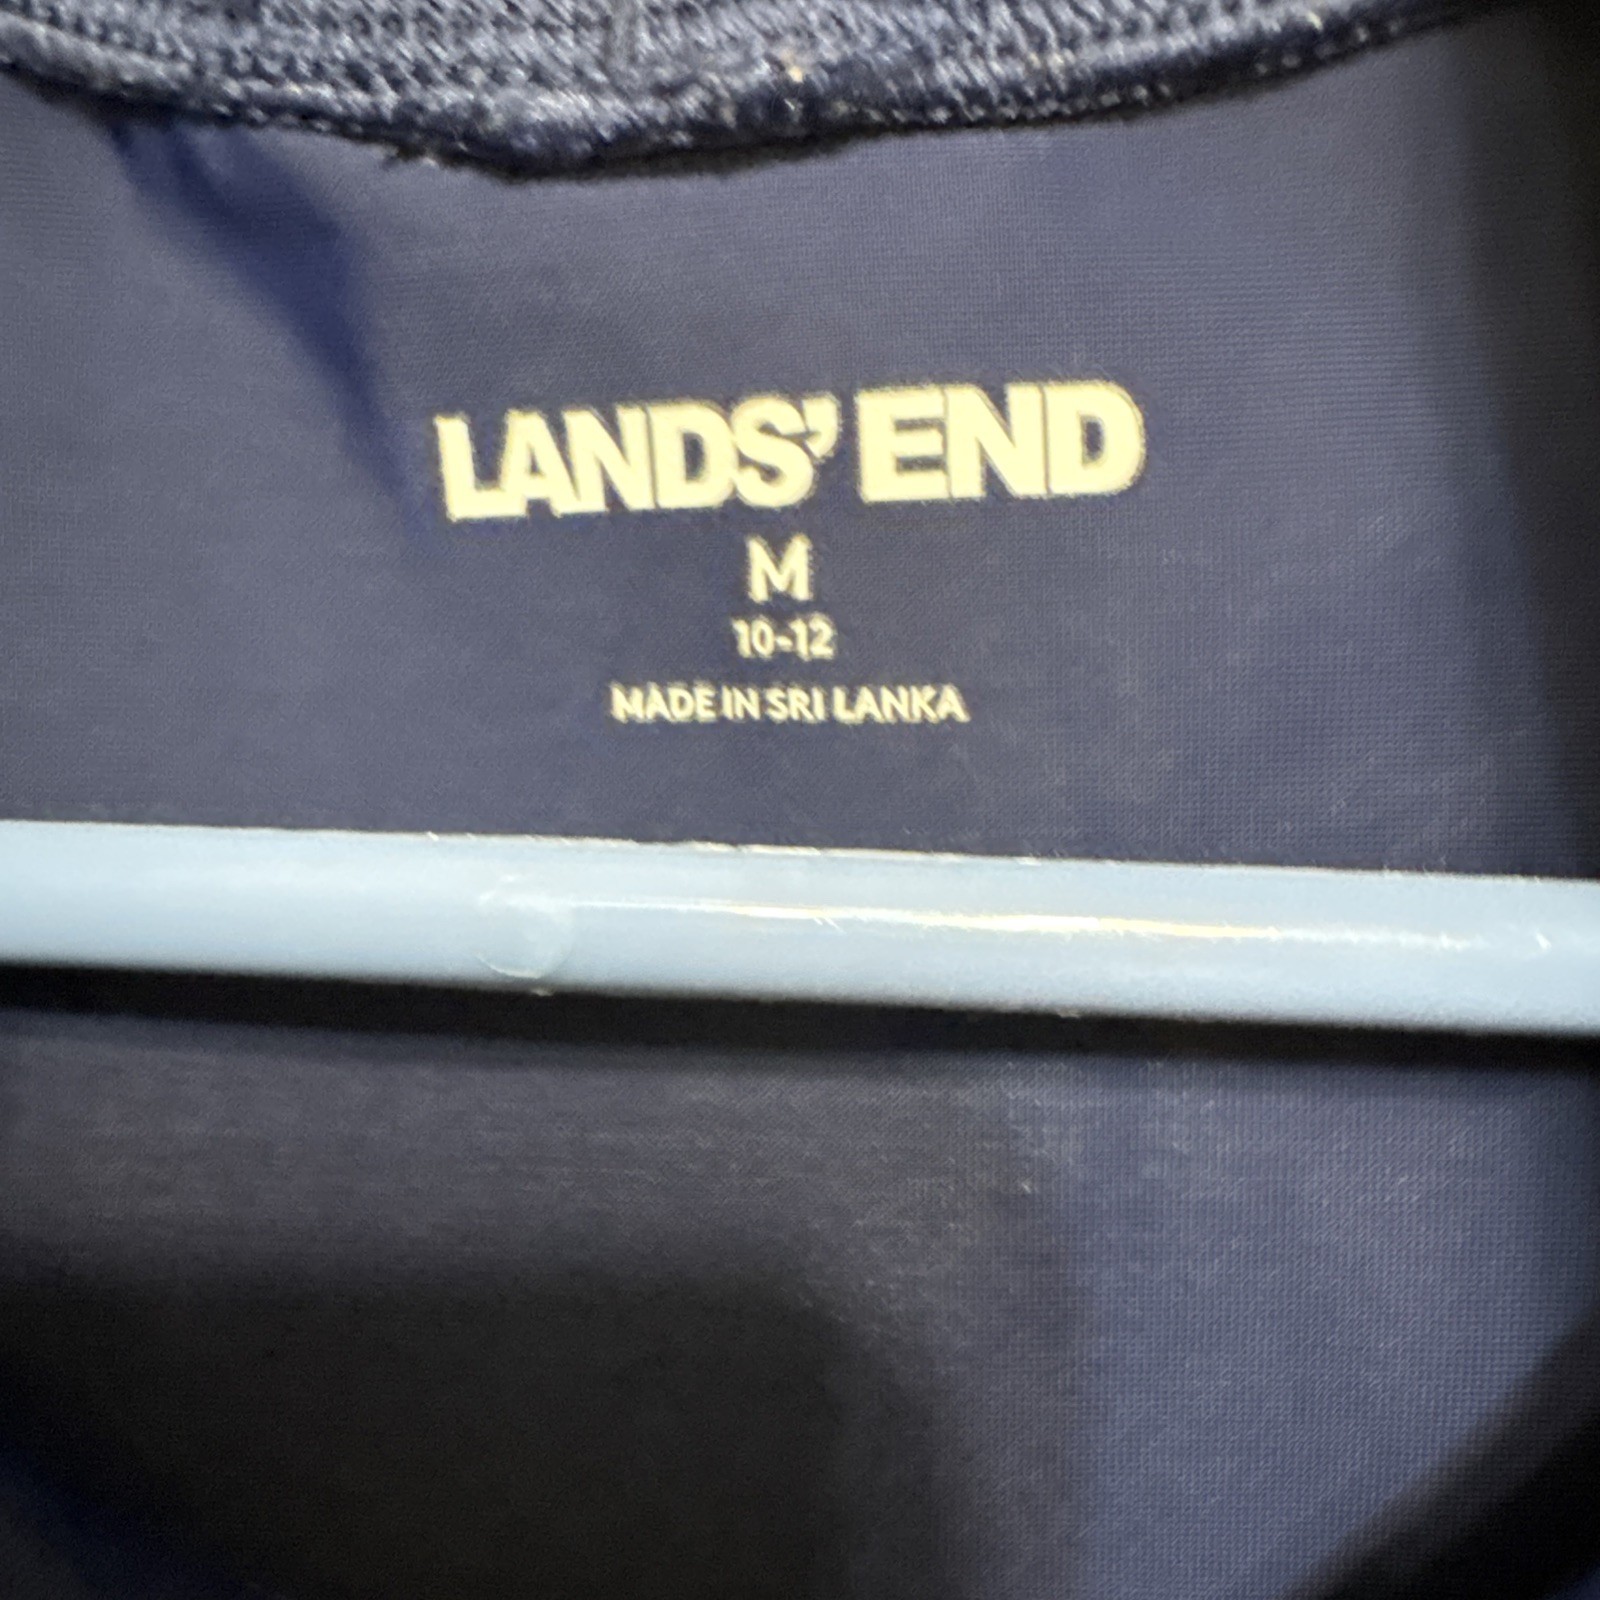 LANDS' END
M
10-12
MADE IN SRI LANKA